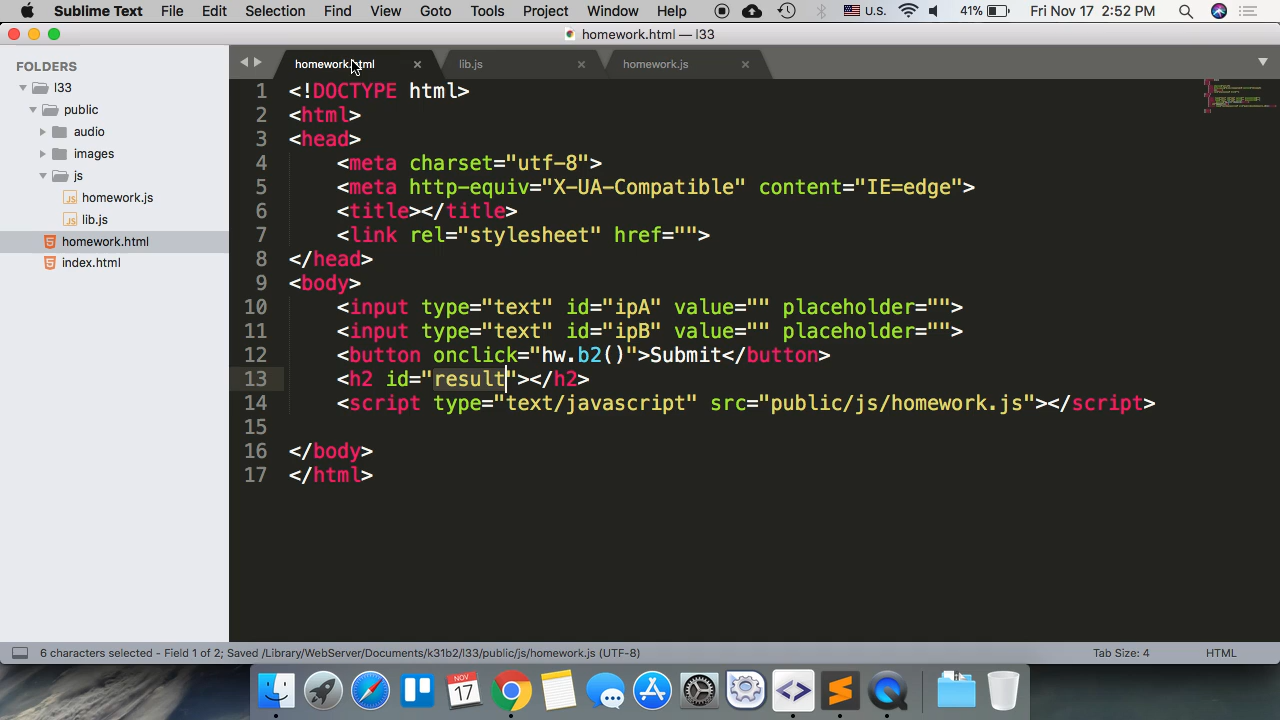 Sublime Text File Edit Selection Find View Goto Tools Project Window Help U.S. 41% Fri Nov 17 2:52 PM
homework.html — l33
FOLDERS
l33
public
audio
images
js
homework.js
lib.js
homework.html
index.html
homework.html × lib.js × homework.js ×
1 <!DOCTYPE html>
2 <html>
3 <head>
4 <meta charset="utf-8">
5 <meta http-equiv="X-UA-Compatible" content="IE=edge">
6 <title></title>
7 <link rel="stylesheet" href="">
8 </head>
9 <body>
10 <input type="text" id="ipA" value="" placeholder="">
11 <input type="text" id="ipB" value="" placeholder="">
12 <button onclick="hw.b2()">Submit</button>
13 <h2 id="result"></h2>
14 <script type="text/javascript" src="public/js/homework.js"></script>
15
16 </body>
17 </html>
6 characters selected - Field 1 of 2; Saved /Library/WebServer/Documents/k31b2/l33/public/js/homework.js (UTF-8) Tab Size: 4 HTML
NOV
17